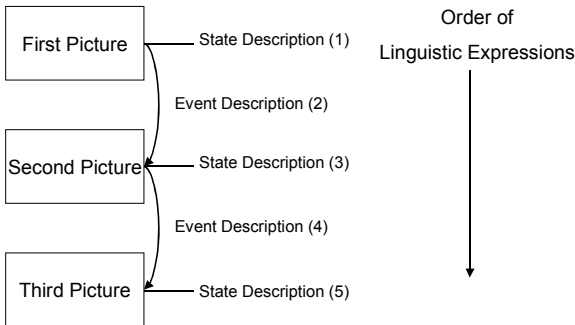 First Picture
State Description (1)
Order of
Linguistic Expressions
Event Description (2)
Second Picture
State Description (3)
Event Description (4)
Third Picture
State Description (5)